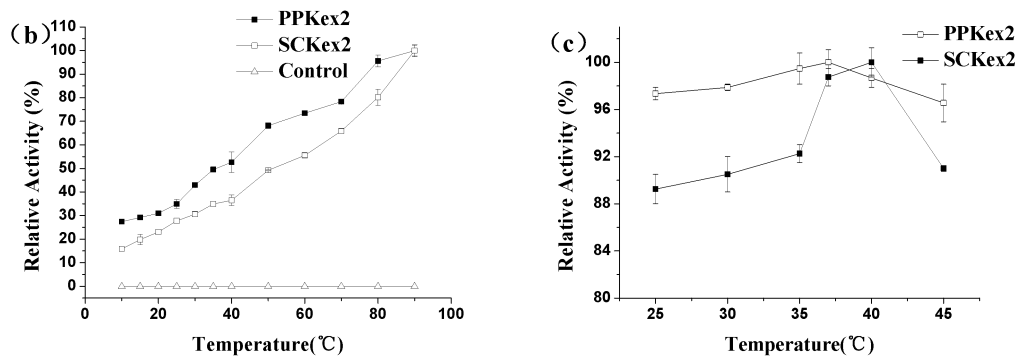 (b)
PPKex2
SCKex2
Control
Relative Activity (%)
110
100
90
80
70
60
50
40
30
20
10
0
0 20 40 60 80 100
Temperature(℃)
(c)
PPKex2
SCKex2
Relative Activity (%)
100
96
92
88
84
80
25 30 35 40 45
Temperature(℃)